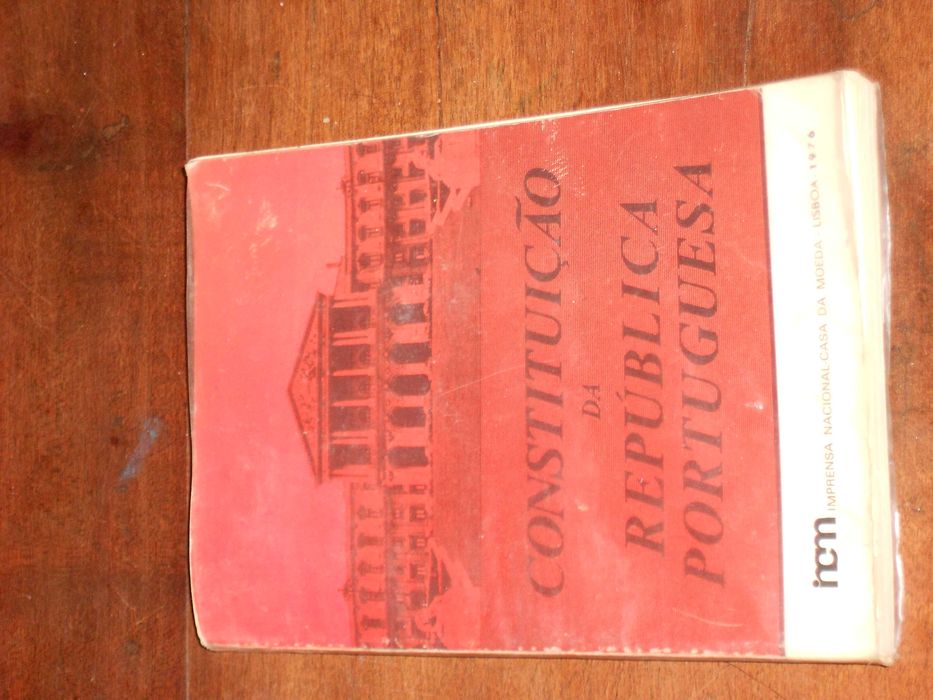 CONSTITUIÇÃO
DA
REPÚBLICA
PORTUGUESA
incm IMPRENSA NACIONAL-CASA DA MOEDA LISBOA 1976